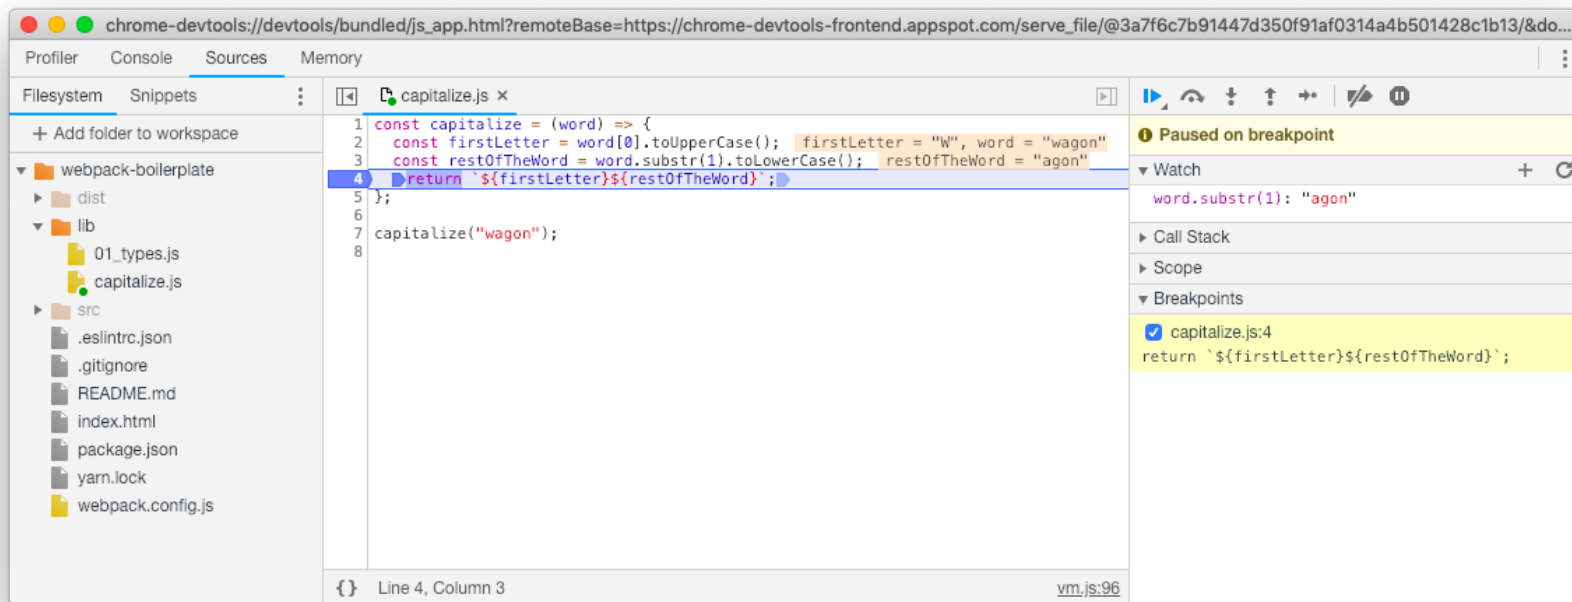 chrome-devtools://devtools/bundled/js_app.html?remoteBase=https://chrome-devtools-frontend.appspot.com/serve_file/@3a7f6c7b91447d350f91af0314a4b501428c1b13/&do...
Profiler Console Sources Memory
Filesystem Snippets
+ Add folder to workspace
webpack-boilerplate
dist
lib
01_types.js
capitalize.js
src
.eslintrc.json
.gitignore
README.md
index.html
package.json
yarn.lock
webpack.config.js
capitalize.js ×
1 const capitalize = (word) => {
2 const firstLetter = word[0].toUpperCase(); firstLetter = "W", word = "wagon"
3 const restOfTheWord = word.substr(1).toLowerCase(); restOfTheWord = "agon"
4 return `${firstLetter}${restOfTheWord}`;
5 };
6
7 capitalize("wagon");
8
{} Line 4, Column 3 vm.js:96
Paused on breakpoint
Watch
word.substr(1): "agon"
Call Stack
Scope
Breakpoints
capitalize.js:4
return `${firstLetter}${restOfTheWord}`;